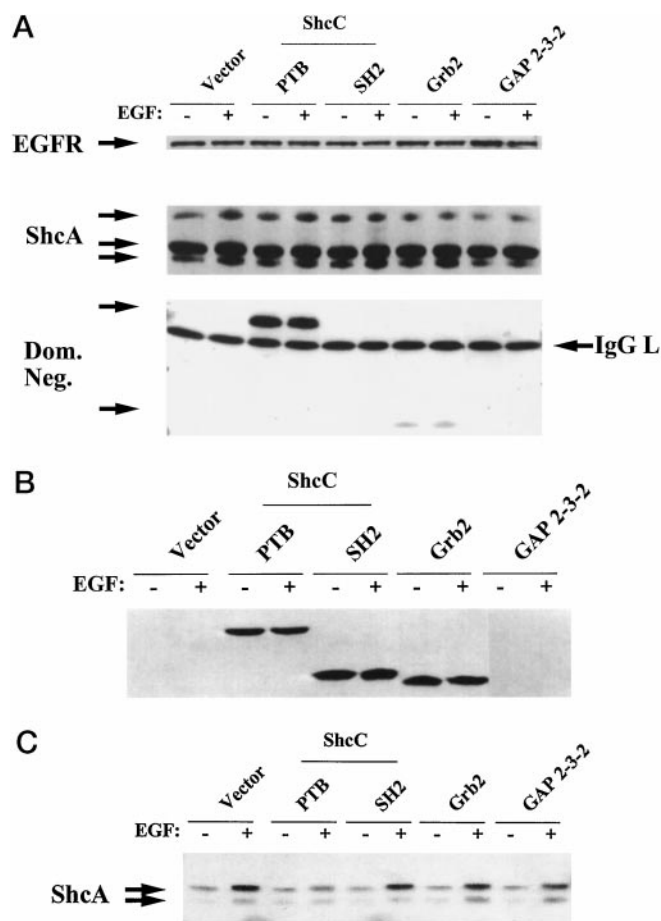 A
ShcC
Vector PTB SH2 Grb2 GAP 2-3-2
EGF: - + - + - + - + - +
EGFR
ShcA
Dom.
Neg.
IgG L
B
ShcC
Vector PTB SH2 Grb2 GAP 2-3-2
EGF: - + - + - + - + - +
C
ShcC
Vector PTB SH2 Grb2 GAP 2-3-2
EGF: - + - + - + - + - +
ShcA